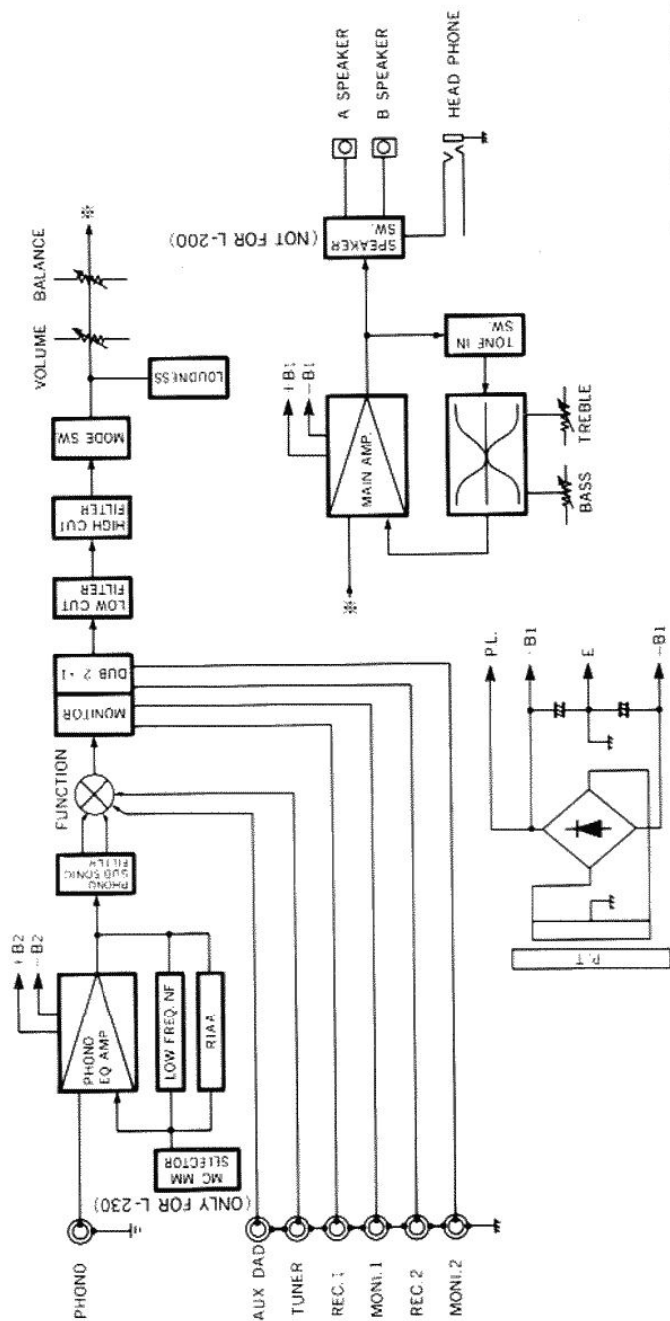 PHONO
(ONLY FOR L-230)
MC MM
SELECTOR
PHONO
EQ AMP
+B2
-B2
LOW FREQ. NF
RIAA
PHONO
SUB SONIC
FILTER
FUNCTION
MONITOR
DUB 2 • 1
LOW CUT
FILTER
HIGH CUT
FILTER
MODE SW.
LOUDNESS
VOLUME
BALANCE
※
AUX DAD
TUNER
REC. 1
MONI. 1
REC. 2
MONI. 2
※
MAIN AMP.
+B1
-B1
TONE IN
SW.
BASS
TREBLE
(NOT FOR L-200)
SPEAKER
SW.
A SPEAKER
B SPEAKER
HEAD PHONE
P.T
P.L.
·B1
E
-B1